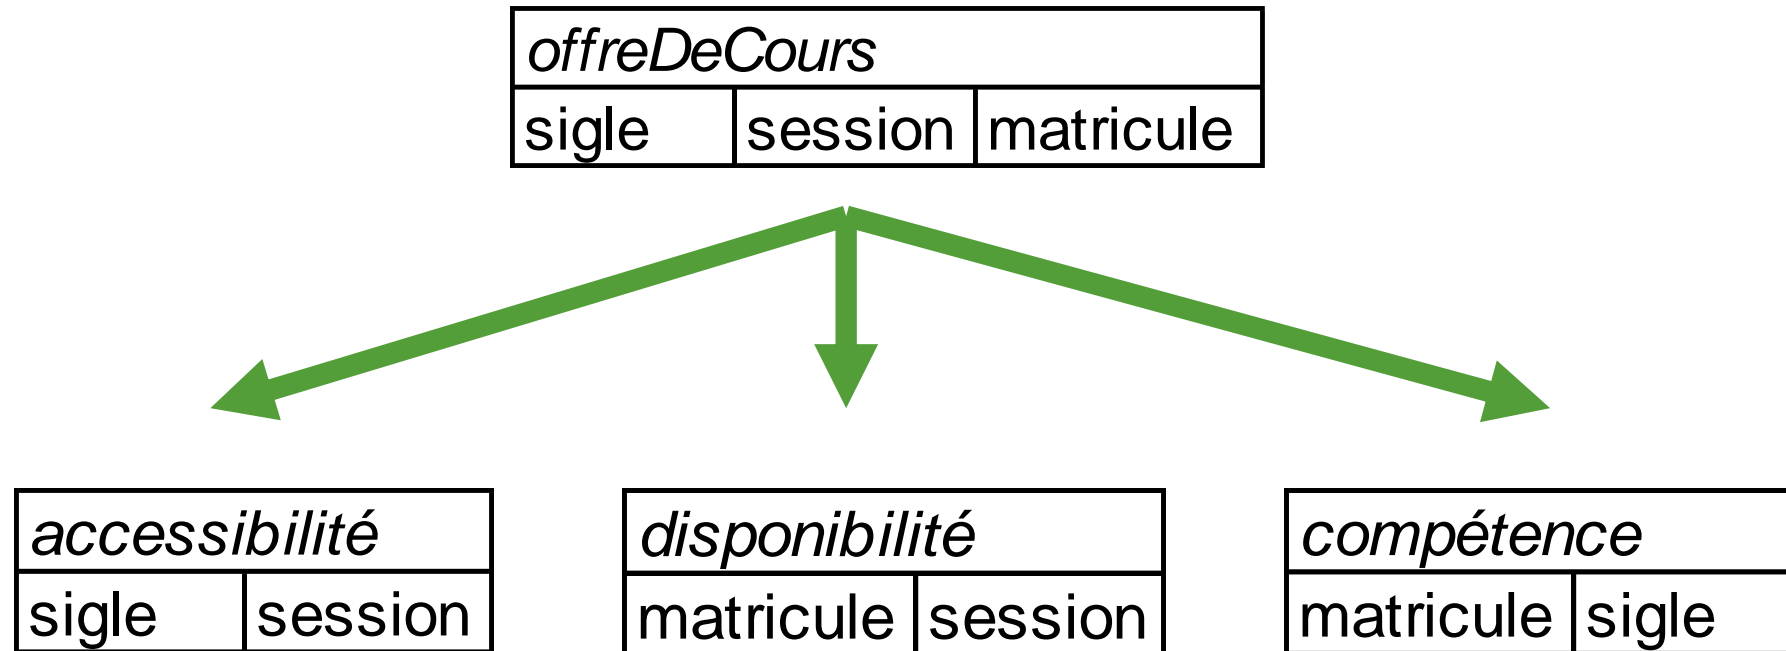 offreDeCours
sigle session matricule
accessibilité disponibilité compétence
sigle session matricule session matricule sigle